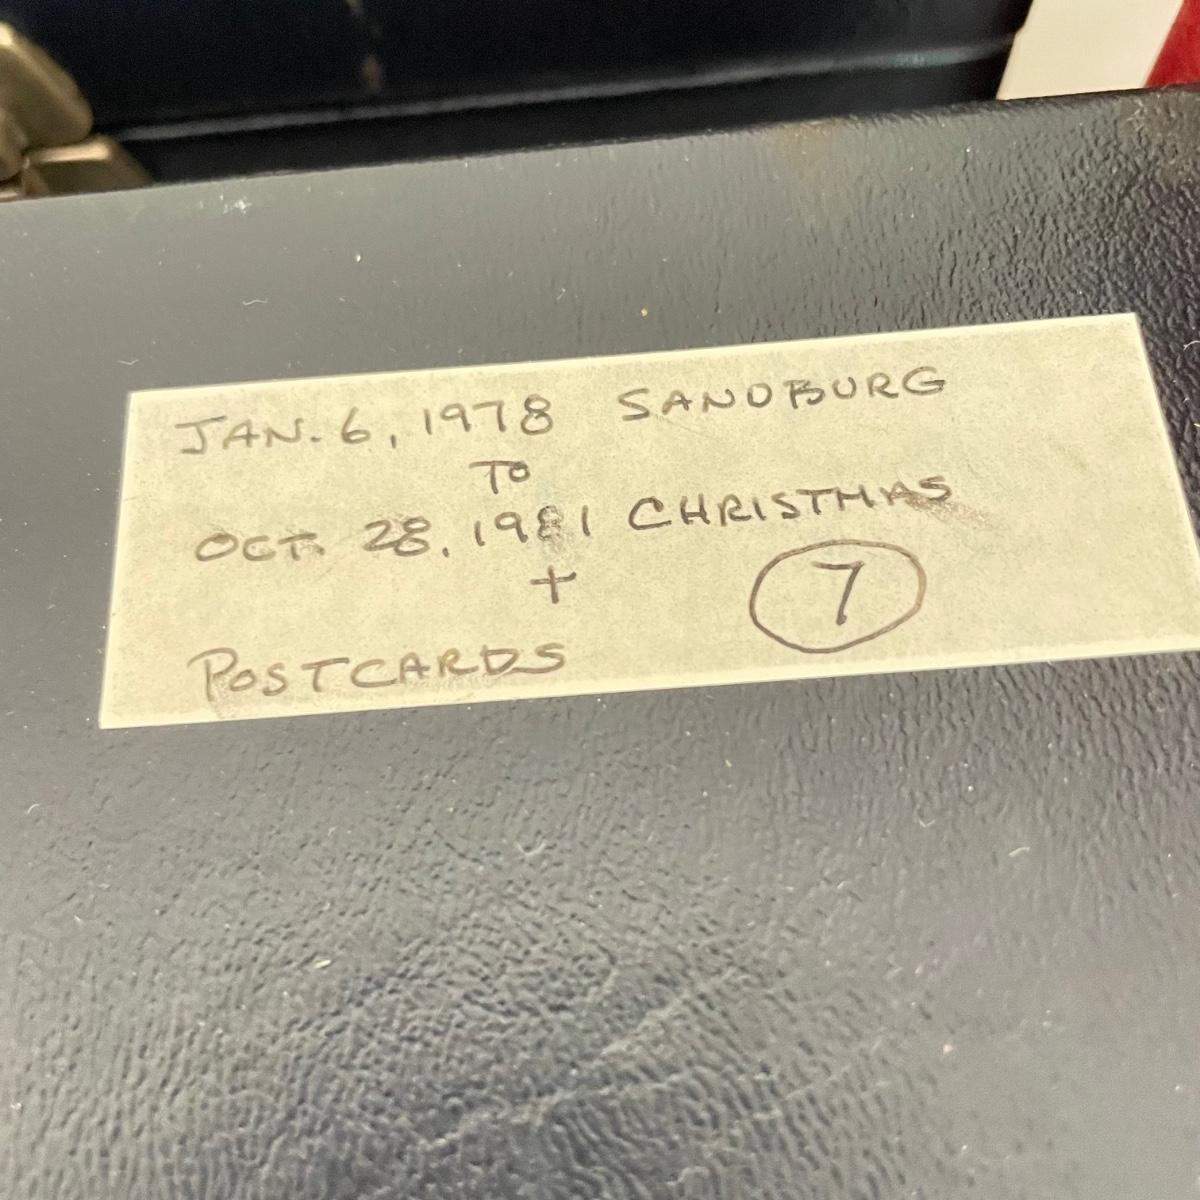 JAN. 6, 1978 SANDBURG
TO
OCT. 28, 1981 CHRISTMAS
+
POSTCARDS
7